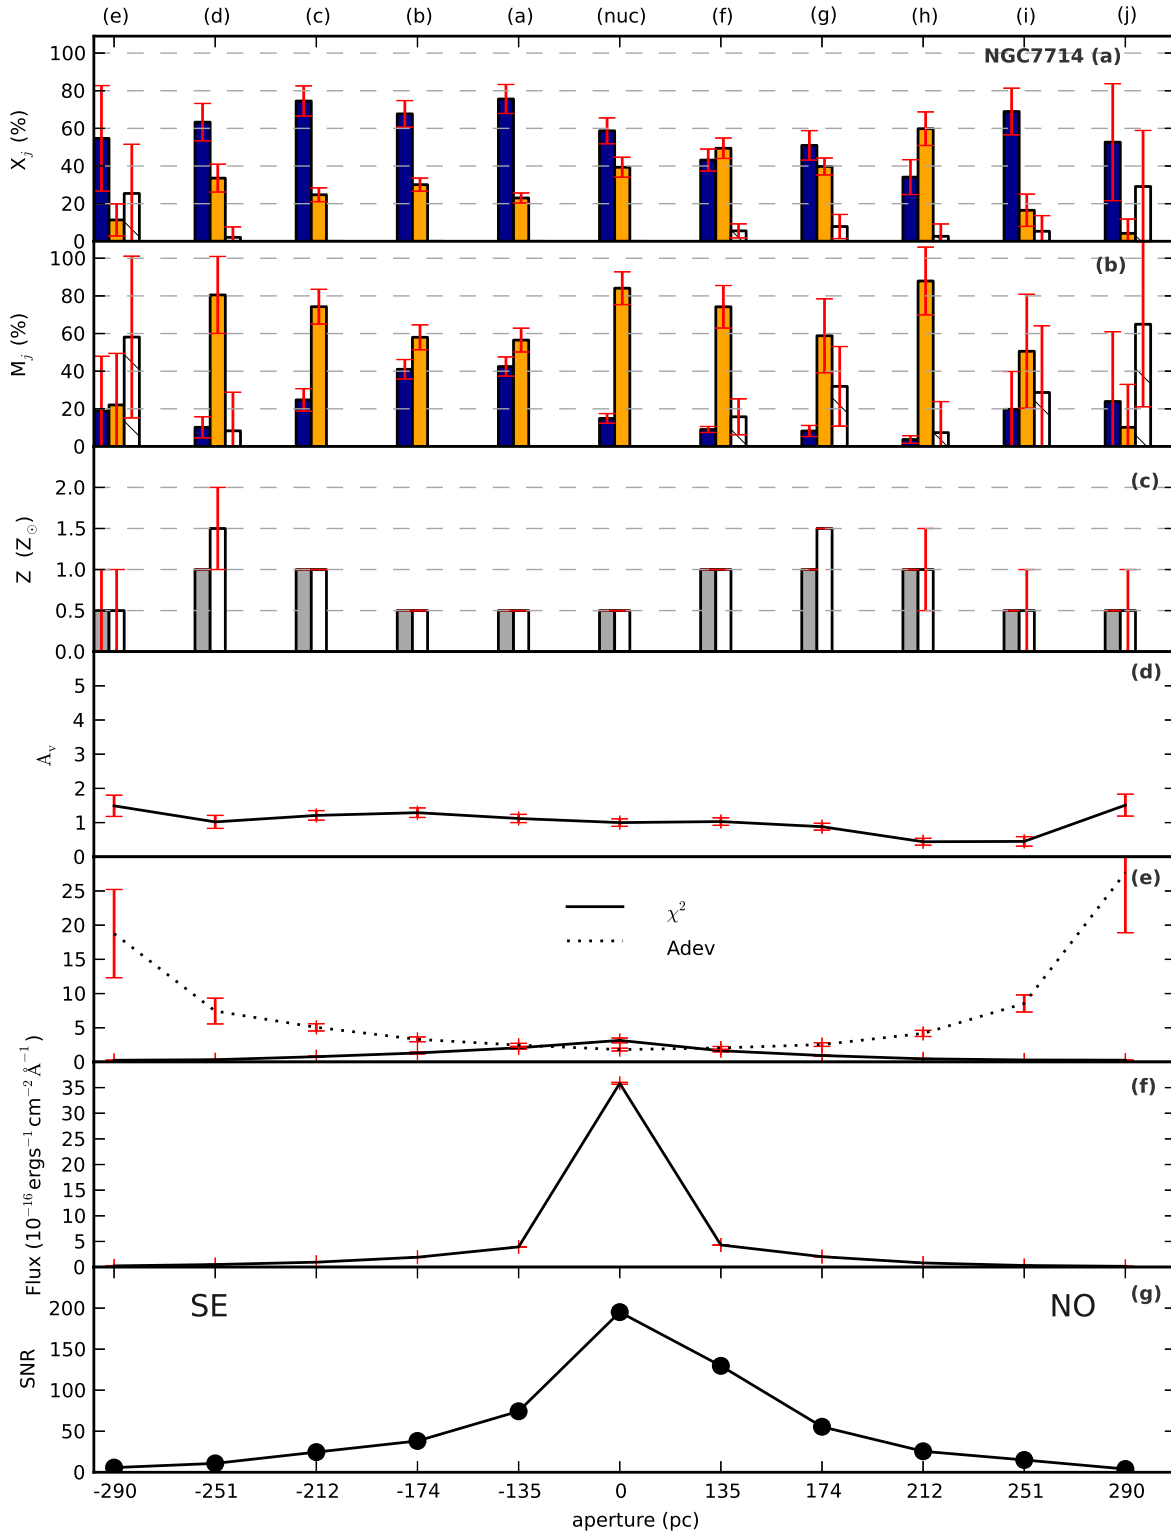 (e) (d) (c) (b) (a) (nuc) (f) (g) (h) (i) (j)
NGC7714 (a)
X_j (%)
100
80
60
40
20
0
(b)
M_j (%)
100
80
60
40
20
0
(c)
Z (Z_⊙)
2.0
1.5
1.0
0.5
0.0
(d)
A_v
5
4
3
2
1
0
(e)
25
20
15
10
5
0
χ²
Adev
(f)
Flux (10⁻¹⁶ ergs⁻¹ cm⁻² Å⁻¹)
35
30
25
20
15
10
5
0
(g)
SE
NO
SNR
200
150
100
50
0
-290 -251 -212 -174 -135 0 135 174 212 251 290
aperture (pc)